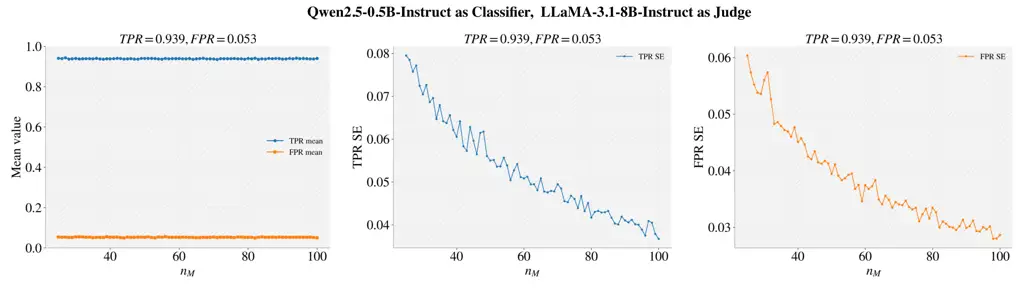 Qwen2.5-0.5B-Instruct as Classifier, LLaMA-3.1-8B-Instruct as Judge
TPR = 0.939, FPR = 0.053
Mean value
1.0
0.8
0.6
0.4
0.2
0.0
TPR mean
FPR mean
40
60
80
100
n_M
TPR = 0.939, FPR = 0.053
TPR SE
0.08
0.07
0.06
0.05
0.04
TPR SE
40
60
80
100
n_M
TPR = 0.939, FPR = 0.053
FPR SE
0.06
0.05
0.04
0.03
FPR SE
40
60
80
100
n_M